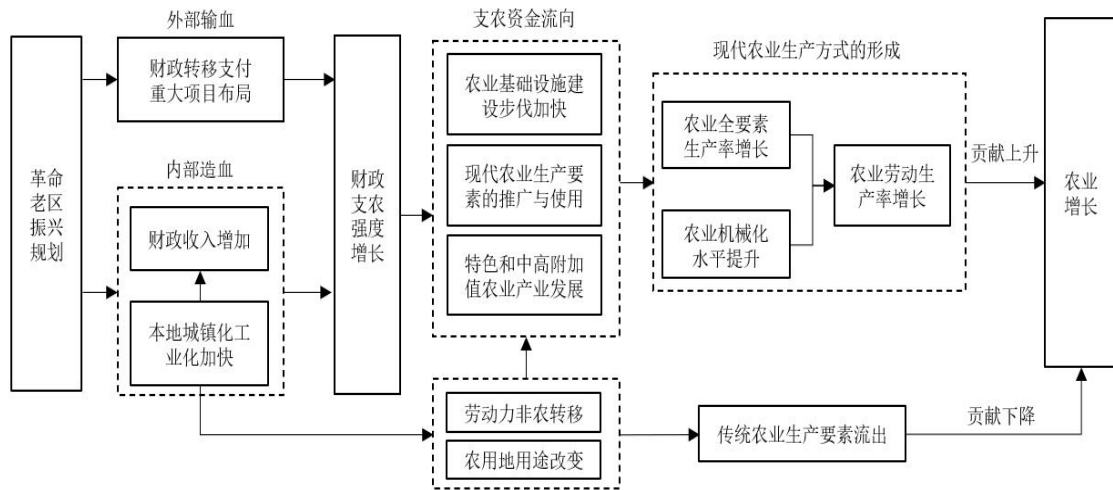 革命
老区
振兴
规划
外部输血
财政转移支付
重大项目布局
内部造血
财政收入增加
本地城镇化工
业化加快
财政
支农
强度
增长
支农资金流向
农业基础设施建
设步伐加快
现代农业生产要
素的推广与使用
特色和中高附加
值农业产业发展
劳动力非农转移
农用地用途改变
现代农业生产方式的形成
农业全要素
生产率增长
农业机械化
水平提升
农业劳动生
产率增长
传统农业生产要素流出
贡献上升
贡献下降
农业
增长